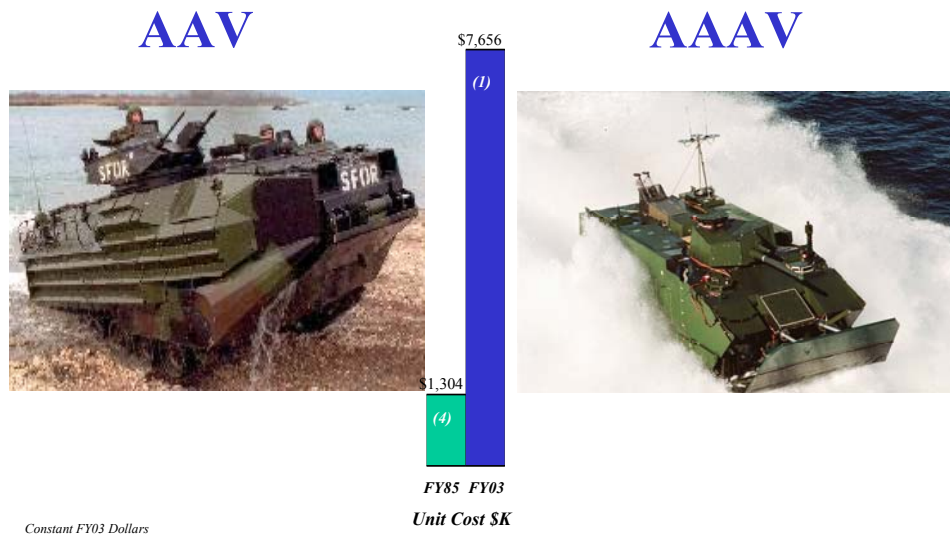 AAV
AAAV
$7,656
(1)
SFOR
SFOR
$1,304
(4)
FY85 FY03
Unit Cost $K
Constant FY03 Dollars